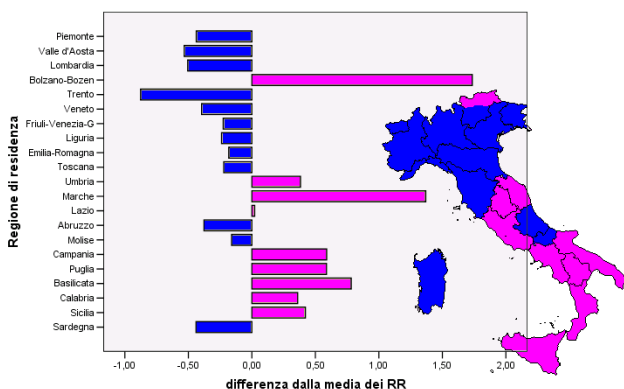 Regione di residenza
Piemonte
Valle d'Aosta
Lombardia
Bolzano-Bozen
Trento
Veneto
Friuli-Venezia-G
Liguria
Emilia-Romagna
Toscana
Umbria
Marche
Lazio
Abruzzo
Molise
Campania
Puglia
Basilicata
Calabria
Sicilia
Sardegna
-1,00 -0,50 0,00 0,50 1,00 1,50 2,00
differenza dalla media dei RR